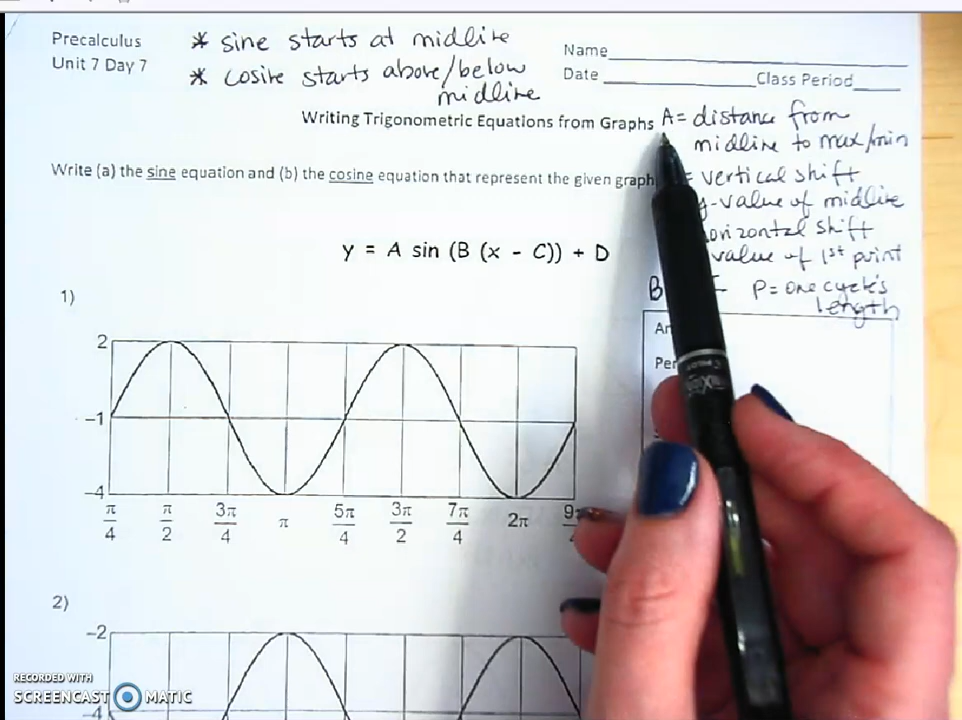 Precalculus
Unit 7 Day 7
* sine starts at midline
* cosine starts above/below
midline
Name
Date Class Period
Writing Trigonometric Equations from Graphs
A = distance from
midline to max/min
Write (a) the sine equation and (b) the cosine equation that represent the given graph
= vertical shift
y-value of midline
horizontal shift
value of 1st point
y = A sin (B (x - C)) + D
B P = one cycle's
length
1)
2
-1
-4
π/4 π/2 3π/4 π 5π/4 3π/2 7π/4 2π
2)
-2
-4
RECORDED WITH
SCREENCAST MATIC